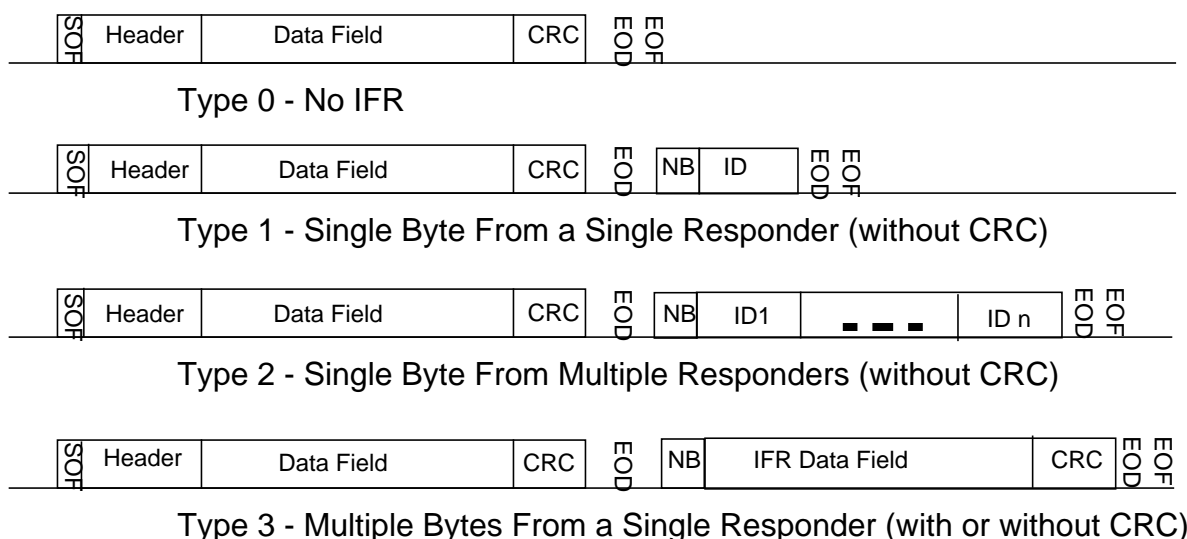 SOF Header Data Field CRC EOD EOF
Type 0 - No IFR
SOF Header Data Field CRC EOD NB ID EOD EOF
Type 1 - Single Byte From a Single Responder (without CRC)
SOF Header Data Field CRC EOD NB ID1 ID n EOD EOF
Type 2 - Single Byte From Multiple Responders (without CRC)
SOF Header Data Field CRC EOD NB IFR Data Field CRC EOD EOF
Type 3 - Multiple Bytes From a Single Responder (with or without CRC)